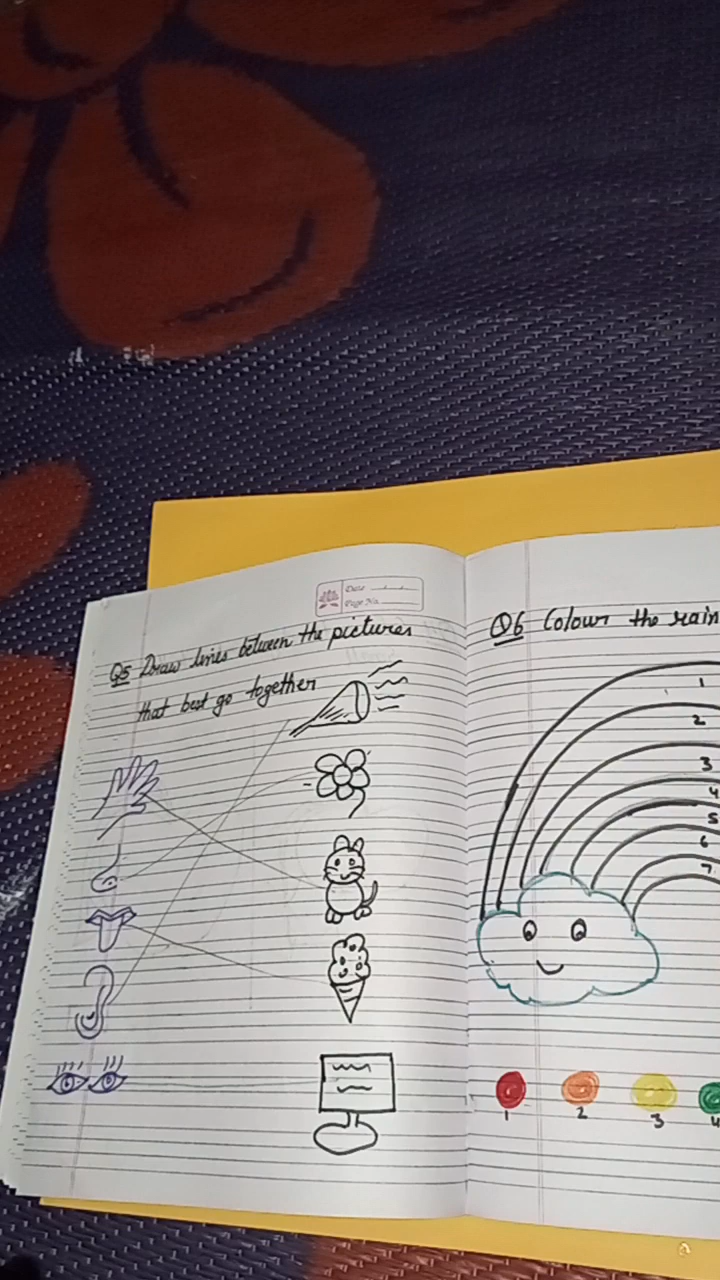 Date
Page No.
Q5 Draw lines between the pictures
that best go together
Q6 Colour the rain
1
2
3
4
5
6
7
1 2 3 4